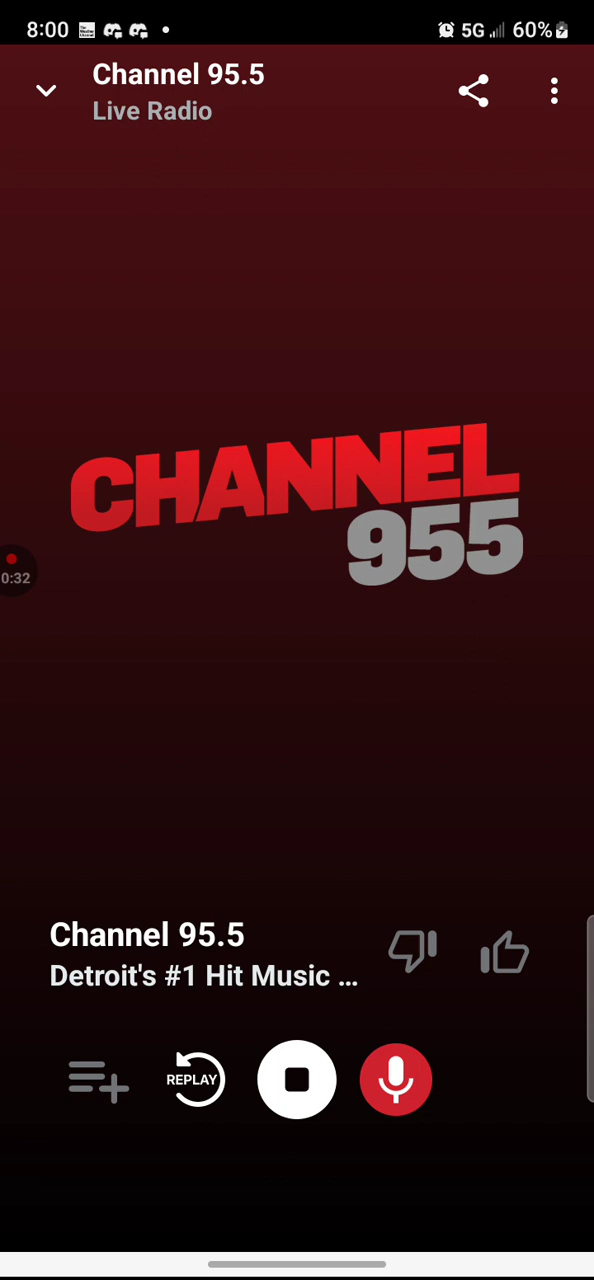 8:00
5G 60%
Channel 95.5
Live Radio
CHANNEL
955
0:32
Channel 95.5
Detroit's #1 Hit Music ...
REPLAY